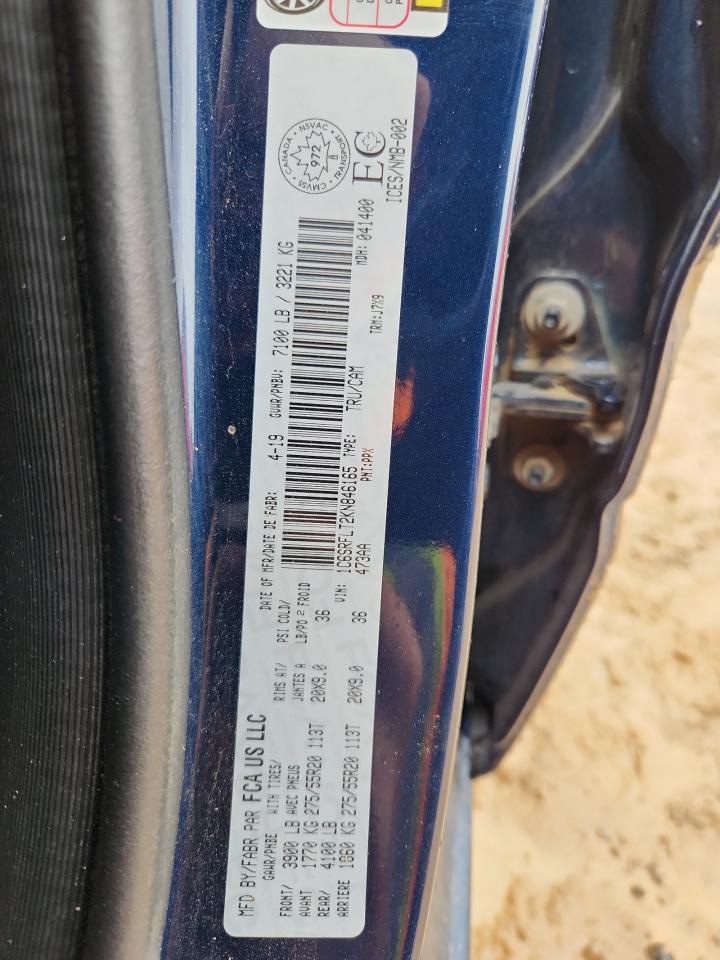 MFD BY/FABR PAR FCA US LLC
DATE OF MFR/DATE DE FABR: 4-19 GVWR/PNBV: 7100 LB / 3221 KG
GAWR/PNBE WITH TIRES/ RIMS AT/ PSI COLD/
FRONT/ 3900 LB AVEC PNEUS JANTES A LB/PO 2 FROID
AVANT 1770 KG 275/55R20 113T 20X9.0 36
REAR/ 4100 LB VIN: 1C6SRFLT2KN846165 TYPE: TRU/CAM MDH: 041400
ARRIERE 1860 KG 275/55R20 113T 20X9.0 36 473AA PNT:PPX TRM:J7X9
CANADA NSVAC TRANSPORT CMVSS
972
EC
ICES/NMB-002